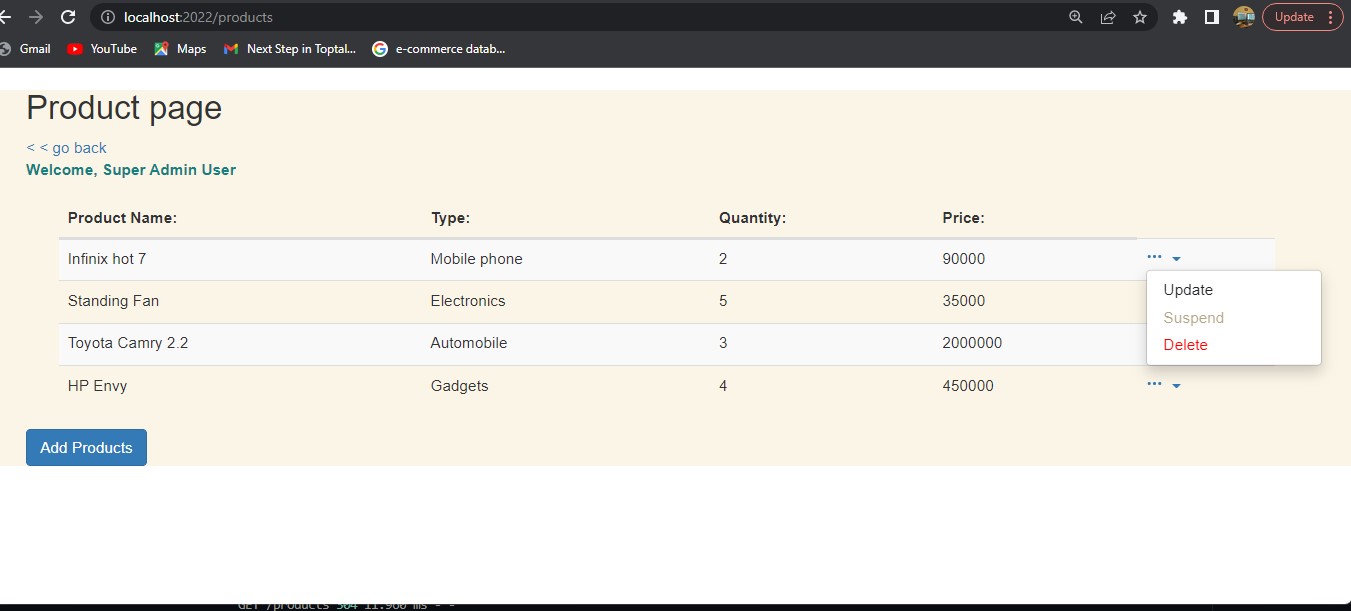 localhost:2022/products
Update
Gmail YouTube Maps Next Step in Toptal... e-commerce datab...
Product page
< < go back
Welcome, Super Admin User
Product Name: Type: Quantity: Price:
Infinix hot 7 Mobile phone 2 90000 ...
Standing Fan Electronics 5 35000
Toyota Camry 2.2 Automobile 3 2000000
HP Envy Gadgets 4 450000 ...
Update
Suspend
Delete
Add Products
GET /products 304 11.960 ms - -